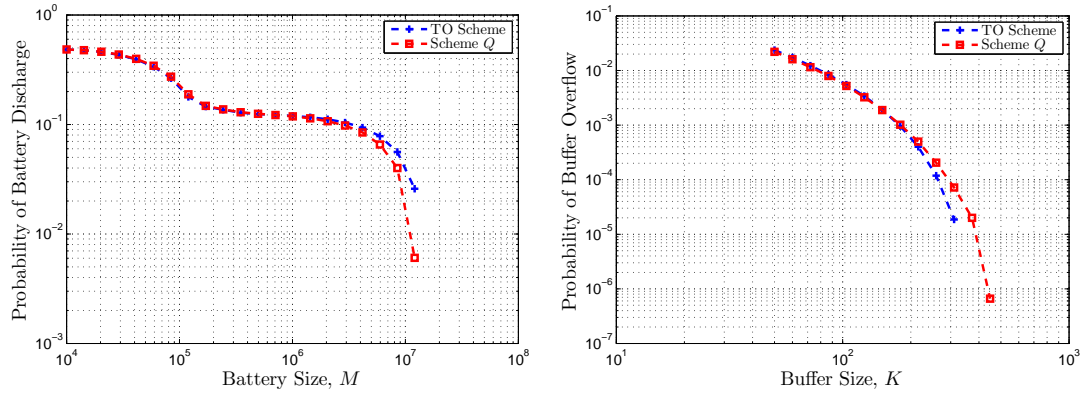 Probability of Battery Discharge
10^0
10^-1
10^-2
10^-3
10^4
10^5
10^6
10^7
10^8
Battery Size, M
TO Scheme
Scheme Q
Probability of Buffer Overflow
10^-1
10^-2
10^-3
10^-4
10^-5
10^-6
10^-7
10^1
10^2
10^3
Buffer Size, K
TO Scheme
Scheme Q